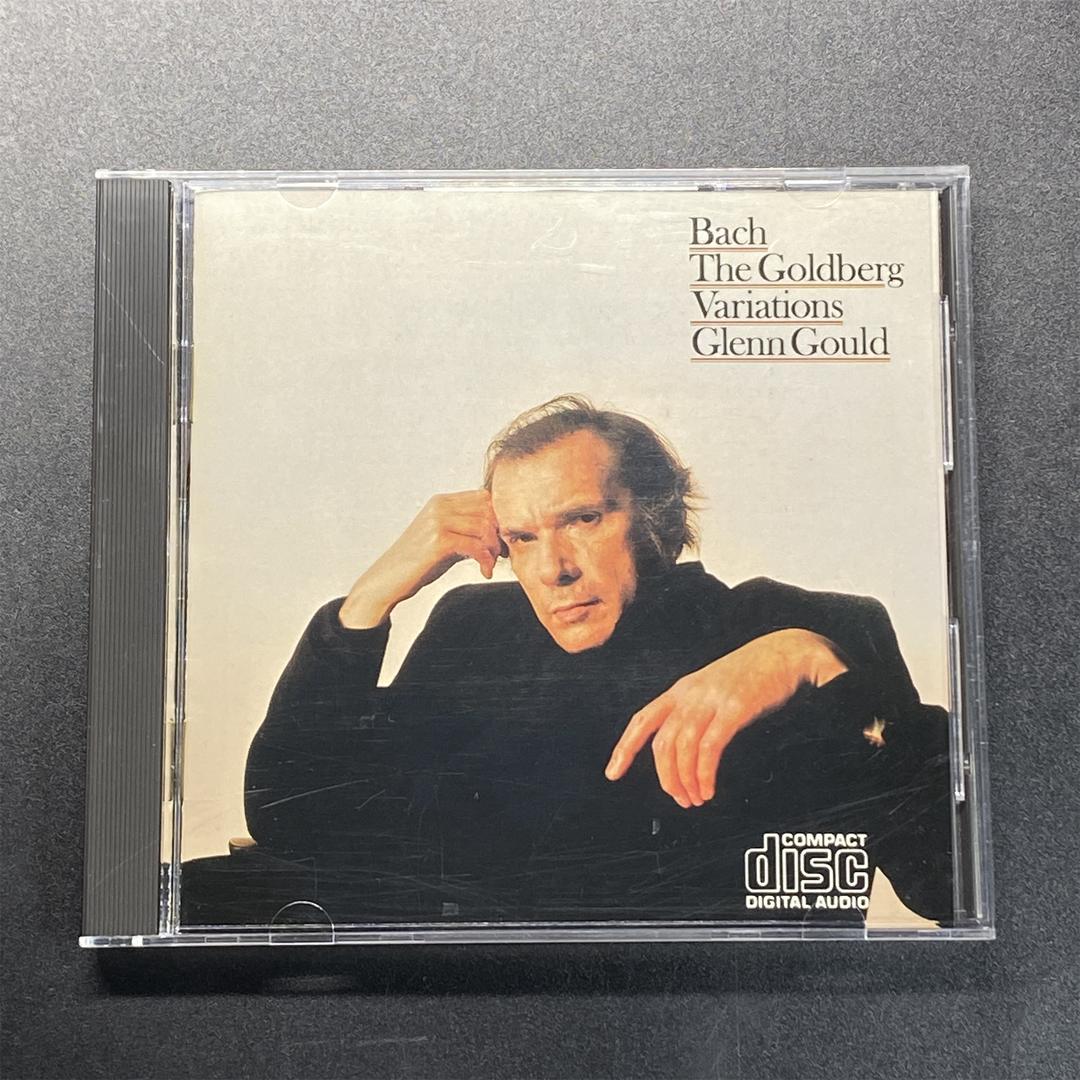 Bach
The Goldberg
Variations
Glenn Gould
COMPACT
disc
DIGITAL AUDIO